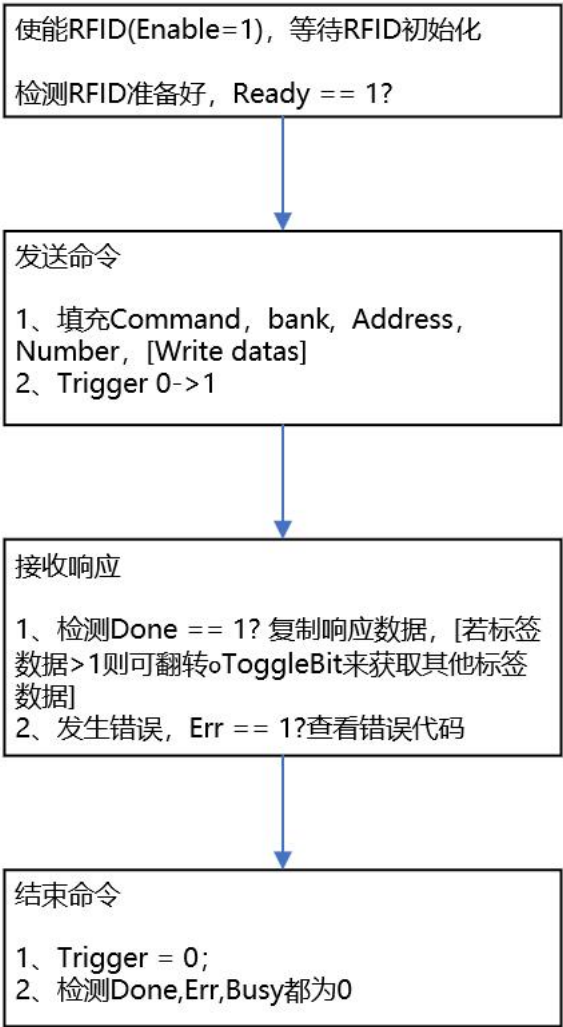 使能RFID(Enable=1)，等待RFID初始化
检测RFID准备好，Ready == 1?
发送命令
1、填充Command，bank，Address，
Number，[Write datas]
2、Trigger 0->1
接收响应
1、检测Done == 1? 复制响应数据，[若标签
数据>1则可翻转oToggleBit来获取其他标签
数据]
2、发生错误，Err == 1?查看错误代码
结束命令
1、Trigger = 0;
2、检测Done,Err,Busy都为0